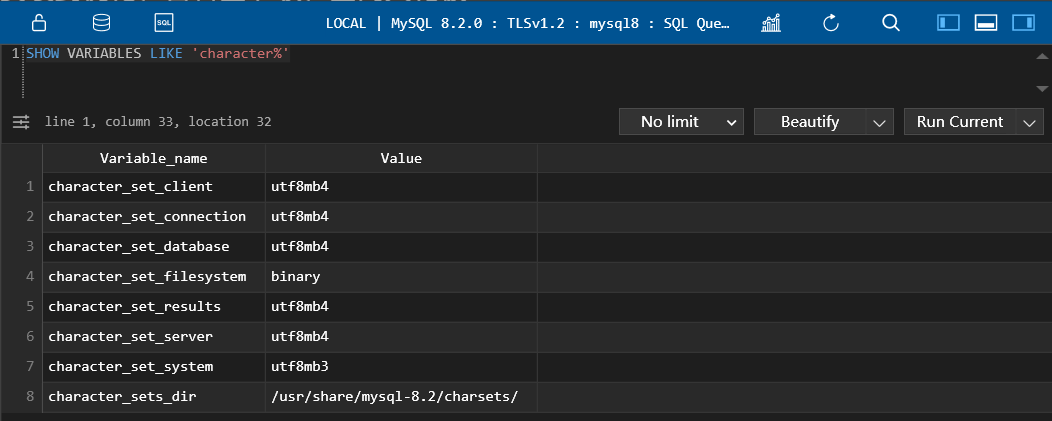 SQL
LOCAL | MySQL 8.2.0 : TLSv1.2 : mysql8 : SQL Que…
1 SHOW VARIABLES LIKE 'character%'
line 1, column 33, location 32
No limit
Beautify
Run Current
Variable_name Value
1 character_set_client utf8mb4
2 character_set_connection utf8mb4
3 character_set_database utf8mb4
4 character_set_filesystem binary
5 character_set_results utf8mb4
6 character_set_server utf8mb4
7 character_set_system utf8mb3
8 character_sets_dir /usr/share/mysql-8.2/charsets/